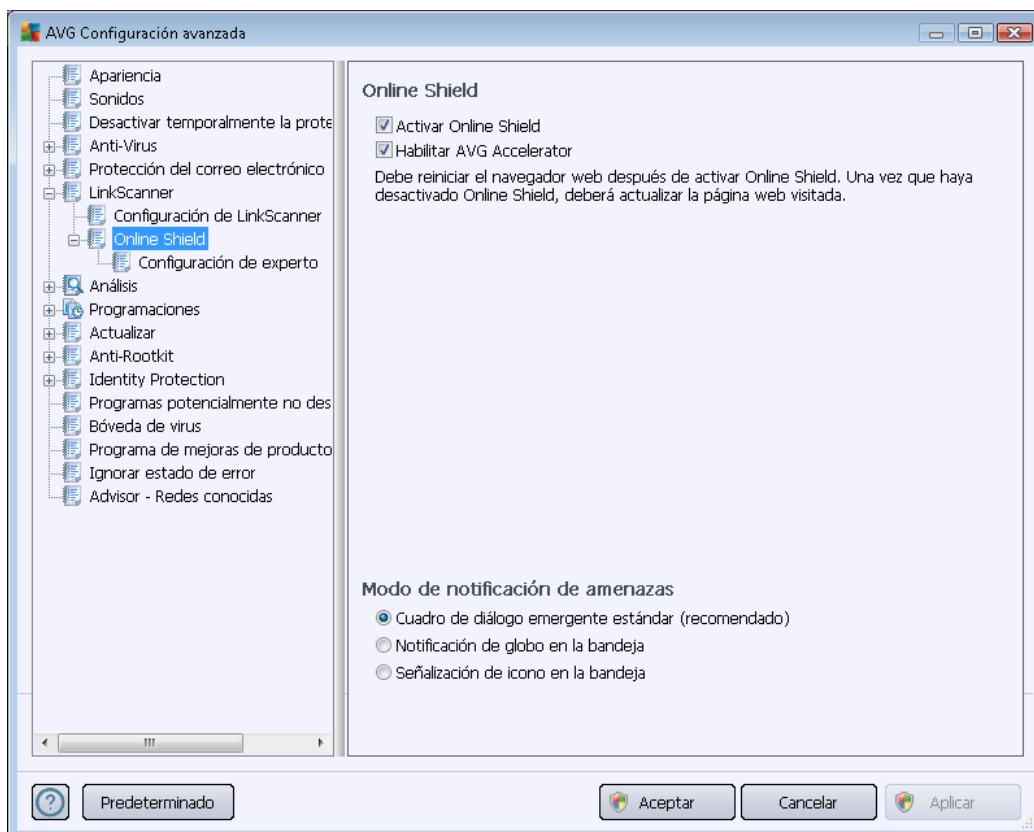 AVG Configuración avanzada
Apariencia
Sonidos
Desactivar temporalmente la prote
Anti-Virus
Protección del correo electrónico
LinkScanner
Configuración de LinkScanner
Online Shield
Configuración de experto
Análisis
Programaciones
Actualizar
Anti-Rootkit
Identity Protection
Programas potencialmente no des
Bóveda de virus
Programa de mejoras de producto
Ignorar estado de error
Advisor - Redes conocidas
Online Shield
Activar Online Shield
Habilitar AVG Accelerator
Debe reiniciar el navegador web después de activar Online Shield. Una vez que haya
desactivado Online Shield, deberá actualizar la página web visitada.
Modo de notificación de amenazas
Cuadro de diálogo emergente estándar (recomendado)
Notificación de globo en la bandeja
Señalización de icono en la bandeja
Predeterminado
Aceptar
Cancelar
Aplicar